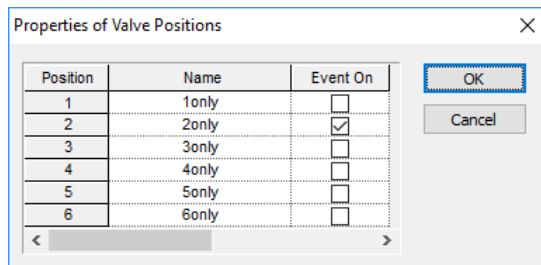 Properties of Valve Positions
Position Name Event On
1 1only
2 2only
3 3only
4 4only
5 5only
6 6only
OK
Cancel